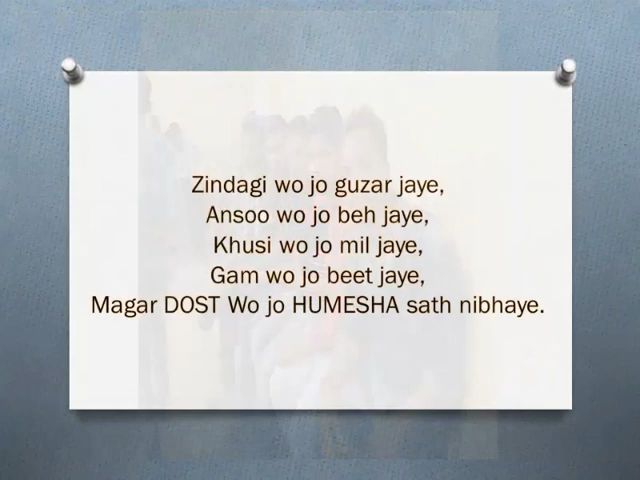 Zindagi wo jo guzar jaye,
Ansoo wo jo beh jaye,
Khusi wo jo mil jaye,
Gam wo jo beet jaye,
Magar DOST Wo jo HUMESHA sath nibhaye.